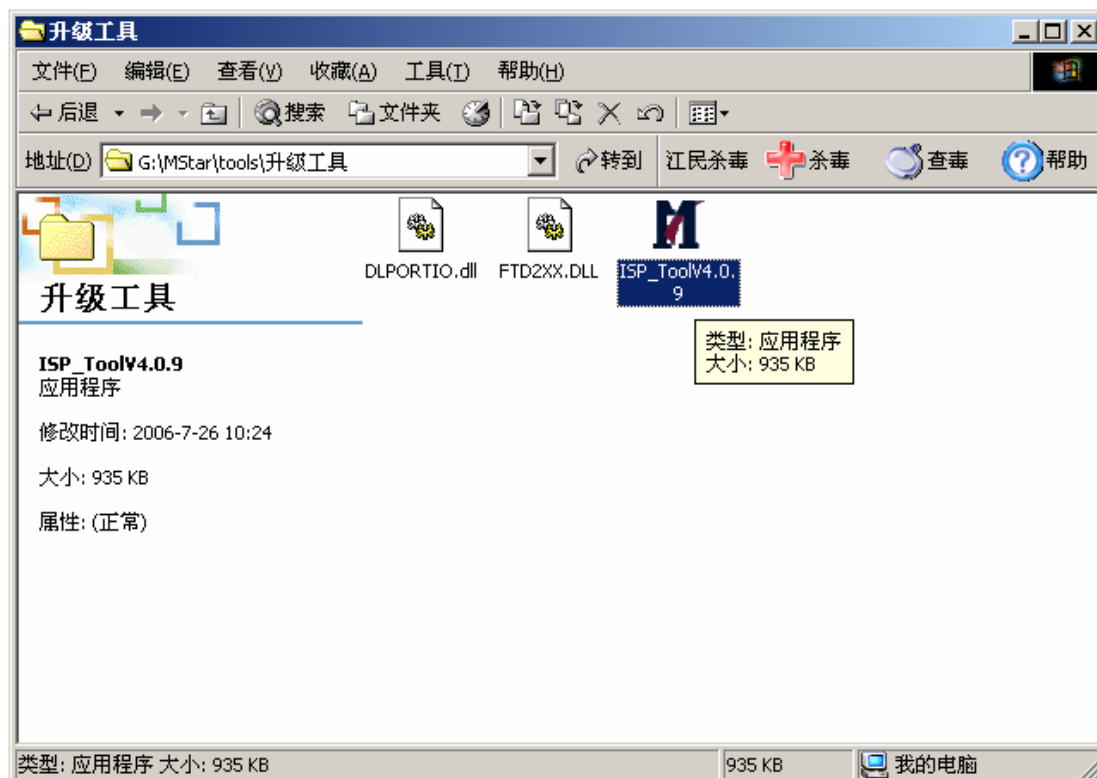 升级工具
文件(F) 编辑(E) 查看(V) 收藏(A) 工具(T) 帮助(H)
后退 搜索 文件夹
地址(D) G:\MStar\tools\升级工具 转到 江民杀毒 杀毒 查毒 帮助
升级工具
ISP_ToolV4.0.9
应用程序
修改时间: 2006-7-26 10:24
大小: 935 KB
属性: (正常)
DLPORTIO.dll FTD2XX.DLL ISP_ToolV4.0.
9
类型: 应用程序
大小: 935 KB
类型: 应用程序 大小: 935 KB 935 KB 我的电脑